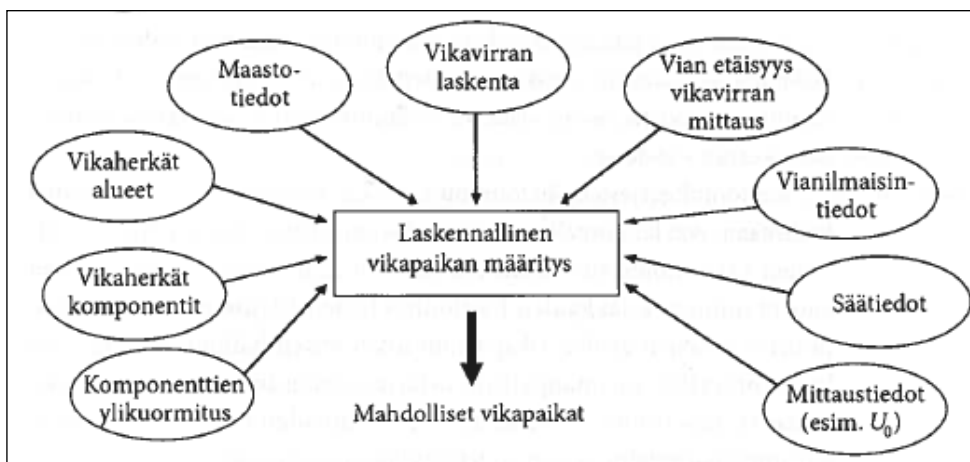 Maasto-
tiedot
Vikavirran
laskenta
Vian etäisyys
vikavirran
mittaus
Vikaherkät
alueet
Vianilmaisin-
tiedot
Laskennallinen
vikapaikan määritys
Vikaherkät
komponentit
Säätiedot
Komponenttien
ylikuormitus
Mahdolliset vikapaikat
Mittaustiedot
(esim. U₀)